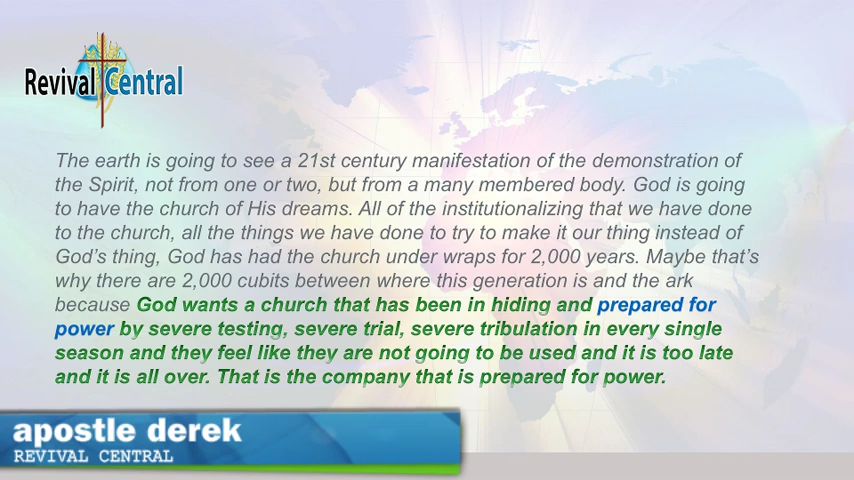 Revival Central
The earth is going to see a 21st century manifestation of the demonstration of
the Spirit, not from one or two, but from a many membered body. God is going
to have the church of His dreams. All of the institutionalizing that we have done
to the church, all the things we have done to try to make it our thing instead of
God’s thing, God has had the church under wraps for 2,000 years. Maybe that’s
why there are 2,000 cubits between where this generation is and the ark
because God wants a church that has been in hiding and prepared for
power by severe testing, severe trial, severe tribulation in every single
season and they feel like they are not going to be used and it is too late
and it is all over. That is the company that is prepared for power.
apostle derek
REVIVAL CENTRAL